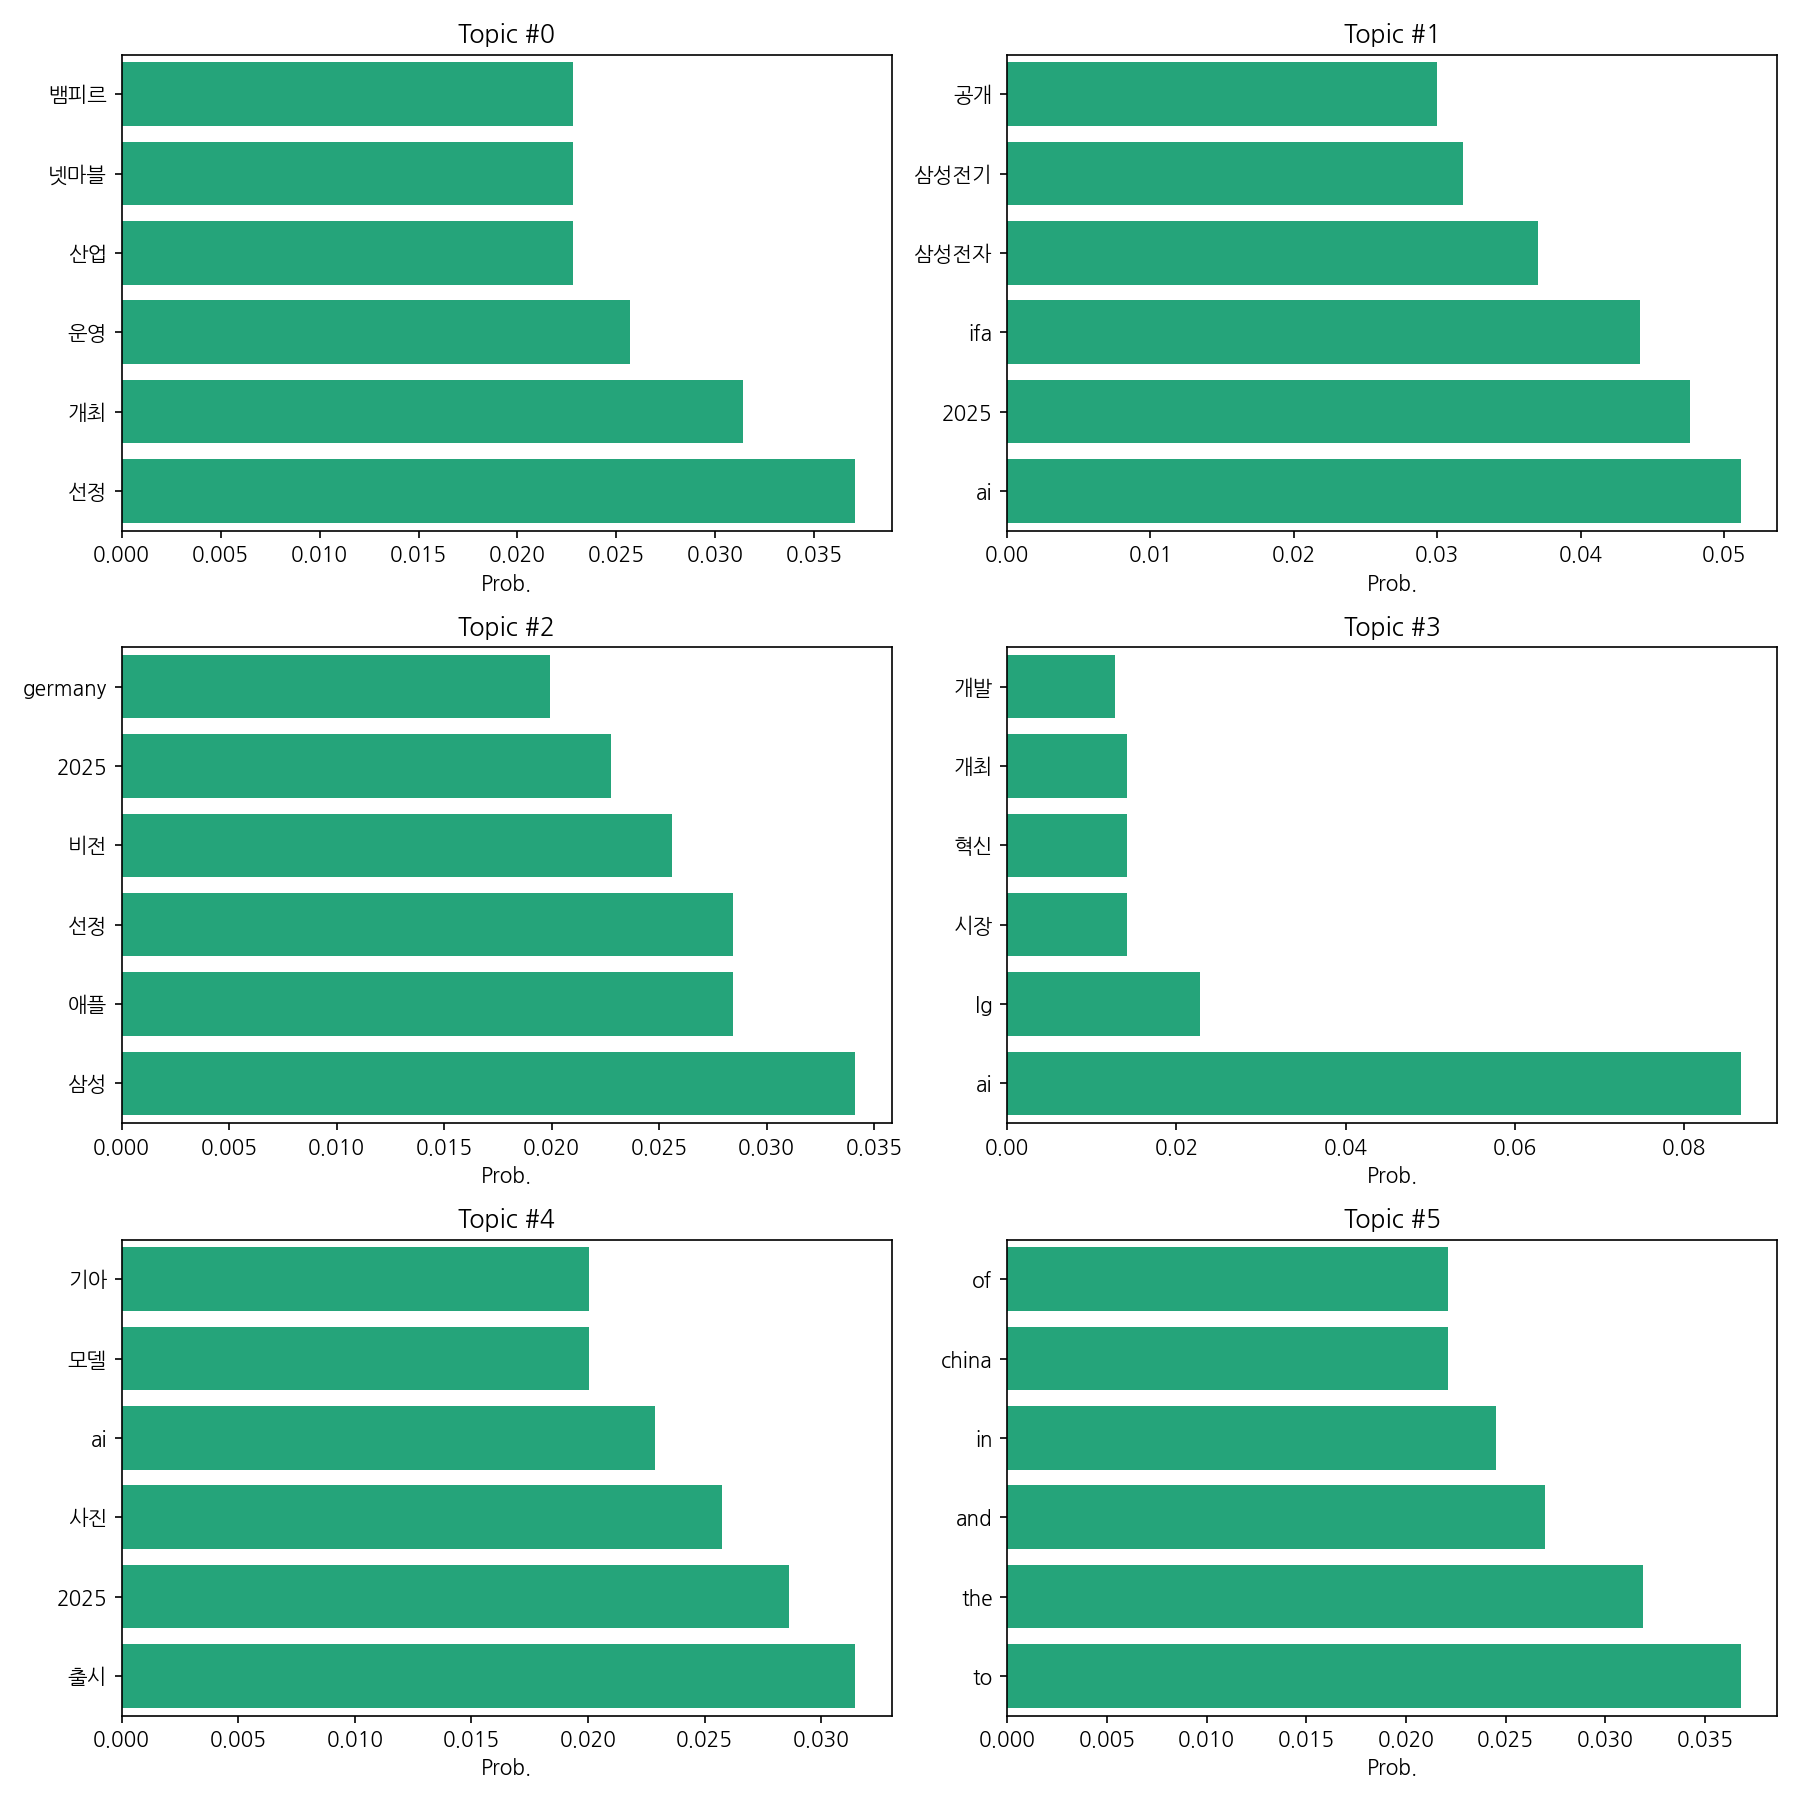 Topic #0
뱀피르
넷마블
산업
운영
개최
선정
0.000 0.005 0.010 0.015 0.020 0.025 0.030 0.035
Prob.
Topic #1
공개
삼성전기
삼성전자
ifa
2025
ai
0.00 0.01 0.02 0.03 0.04 0.05
Prob.
Topic #2
germany
2025
비전
선정
애플
삼성
0.000 0.005 0.010 0.015 0.020 0.025 0.030 0.035
Prob.
Topic #3
개발
개최
혁신
시장
lg
ai
0.00 0.02 0.04 0.06 0.08
Prob.
Topic #4
기아
모델
ai
사진
2025
출시
0.000 0.005 0.010 0.015 0.020 0.025 0.030
Prob.
Topic #5
of
china
in
and
the
to
0.000 0.005 0.010 0.015 0.020 0.025 0.030 0.035
Prob.